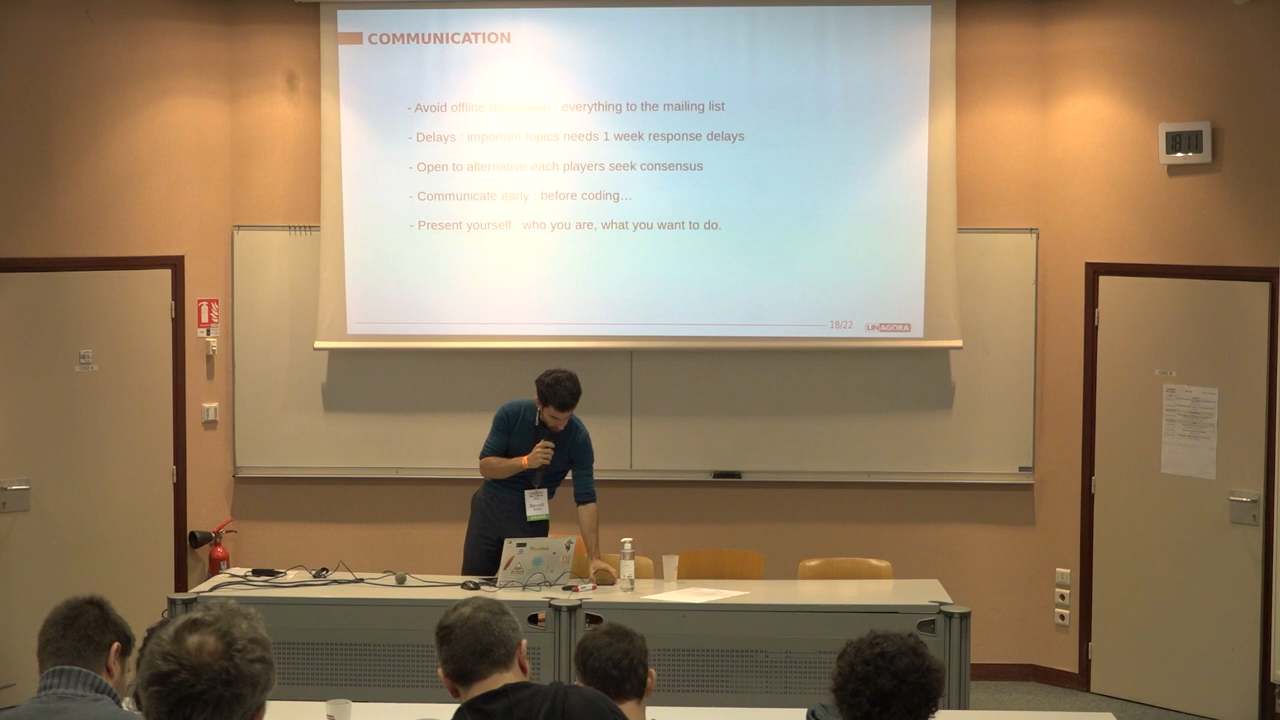 COMMUNICATION
- Avoid offline discussion : everything to the mailing list
- Delays : important topics needs 1 week response delays
- Open to alternative each players seek consensus
- Communicate early : before coding…
- Present yourself : who you are, what you want to do.
18/22
LINAGORA